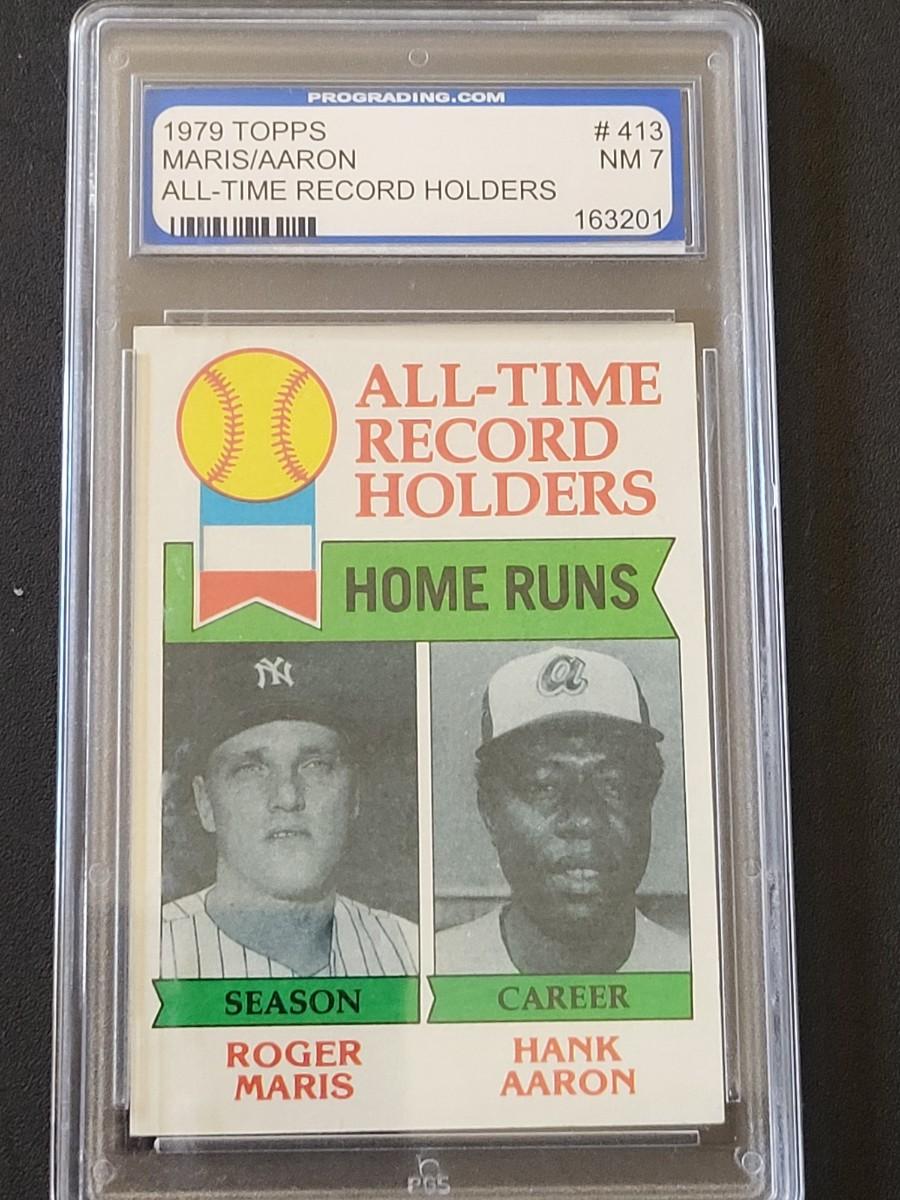 PROGRADING.COM
1979 TOPPS # 413
MARIS/AARON NM 7
ALL-TIME RECORD HOLDERS
163201
ALL-TIME
RECORD
HOLDERS
HOME RUNS
NY
a
SEASON CAREER
ROGER HANK
MARIS AARON
PGS